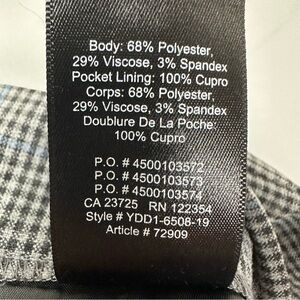 Body: 68% Polyester,
29% Viscose, 3% Spandex
Pocket Lining: 100% Cupro
Corps: 68% Polyester,
29% Viscose, 3% Spandex
Doublure De La Poche:
100% Cupro
P.O. # 4500103572
P.O. # 4500103573
P.O. # 4500103574
CA 23725 RN 122354
Style # YDD1-6508-19
Article # 72909